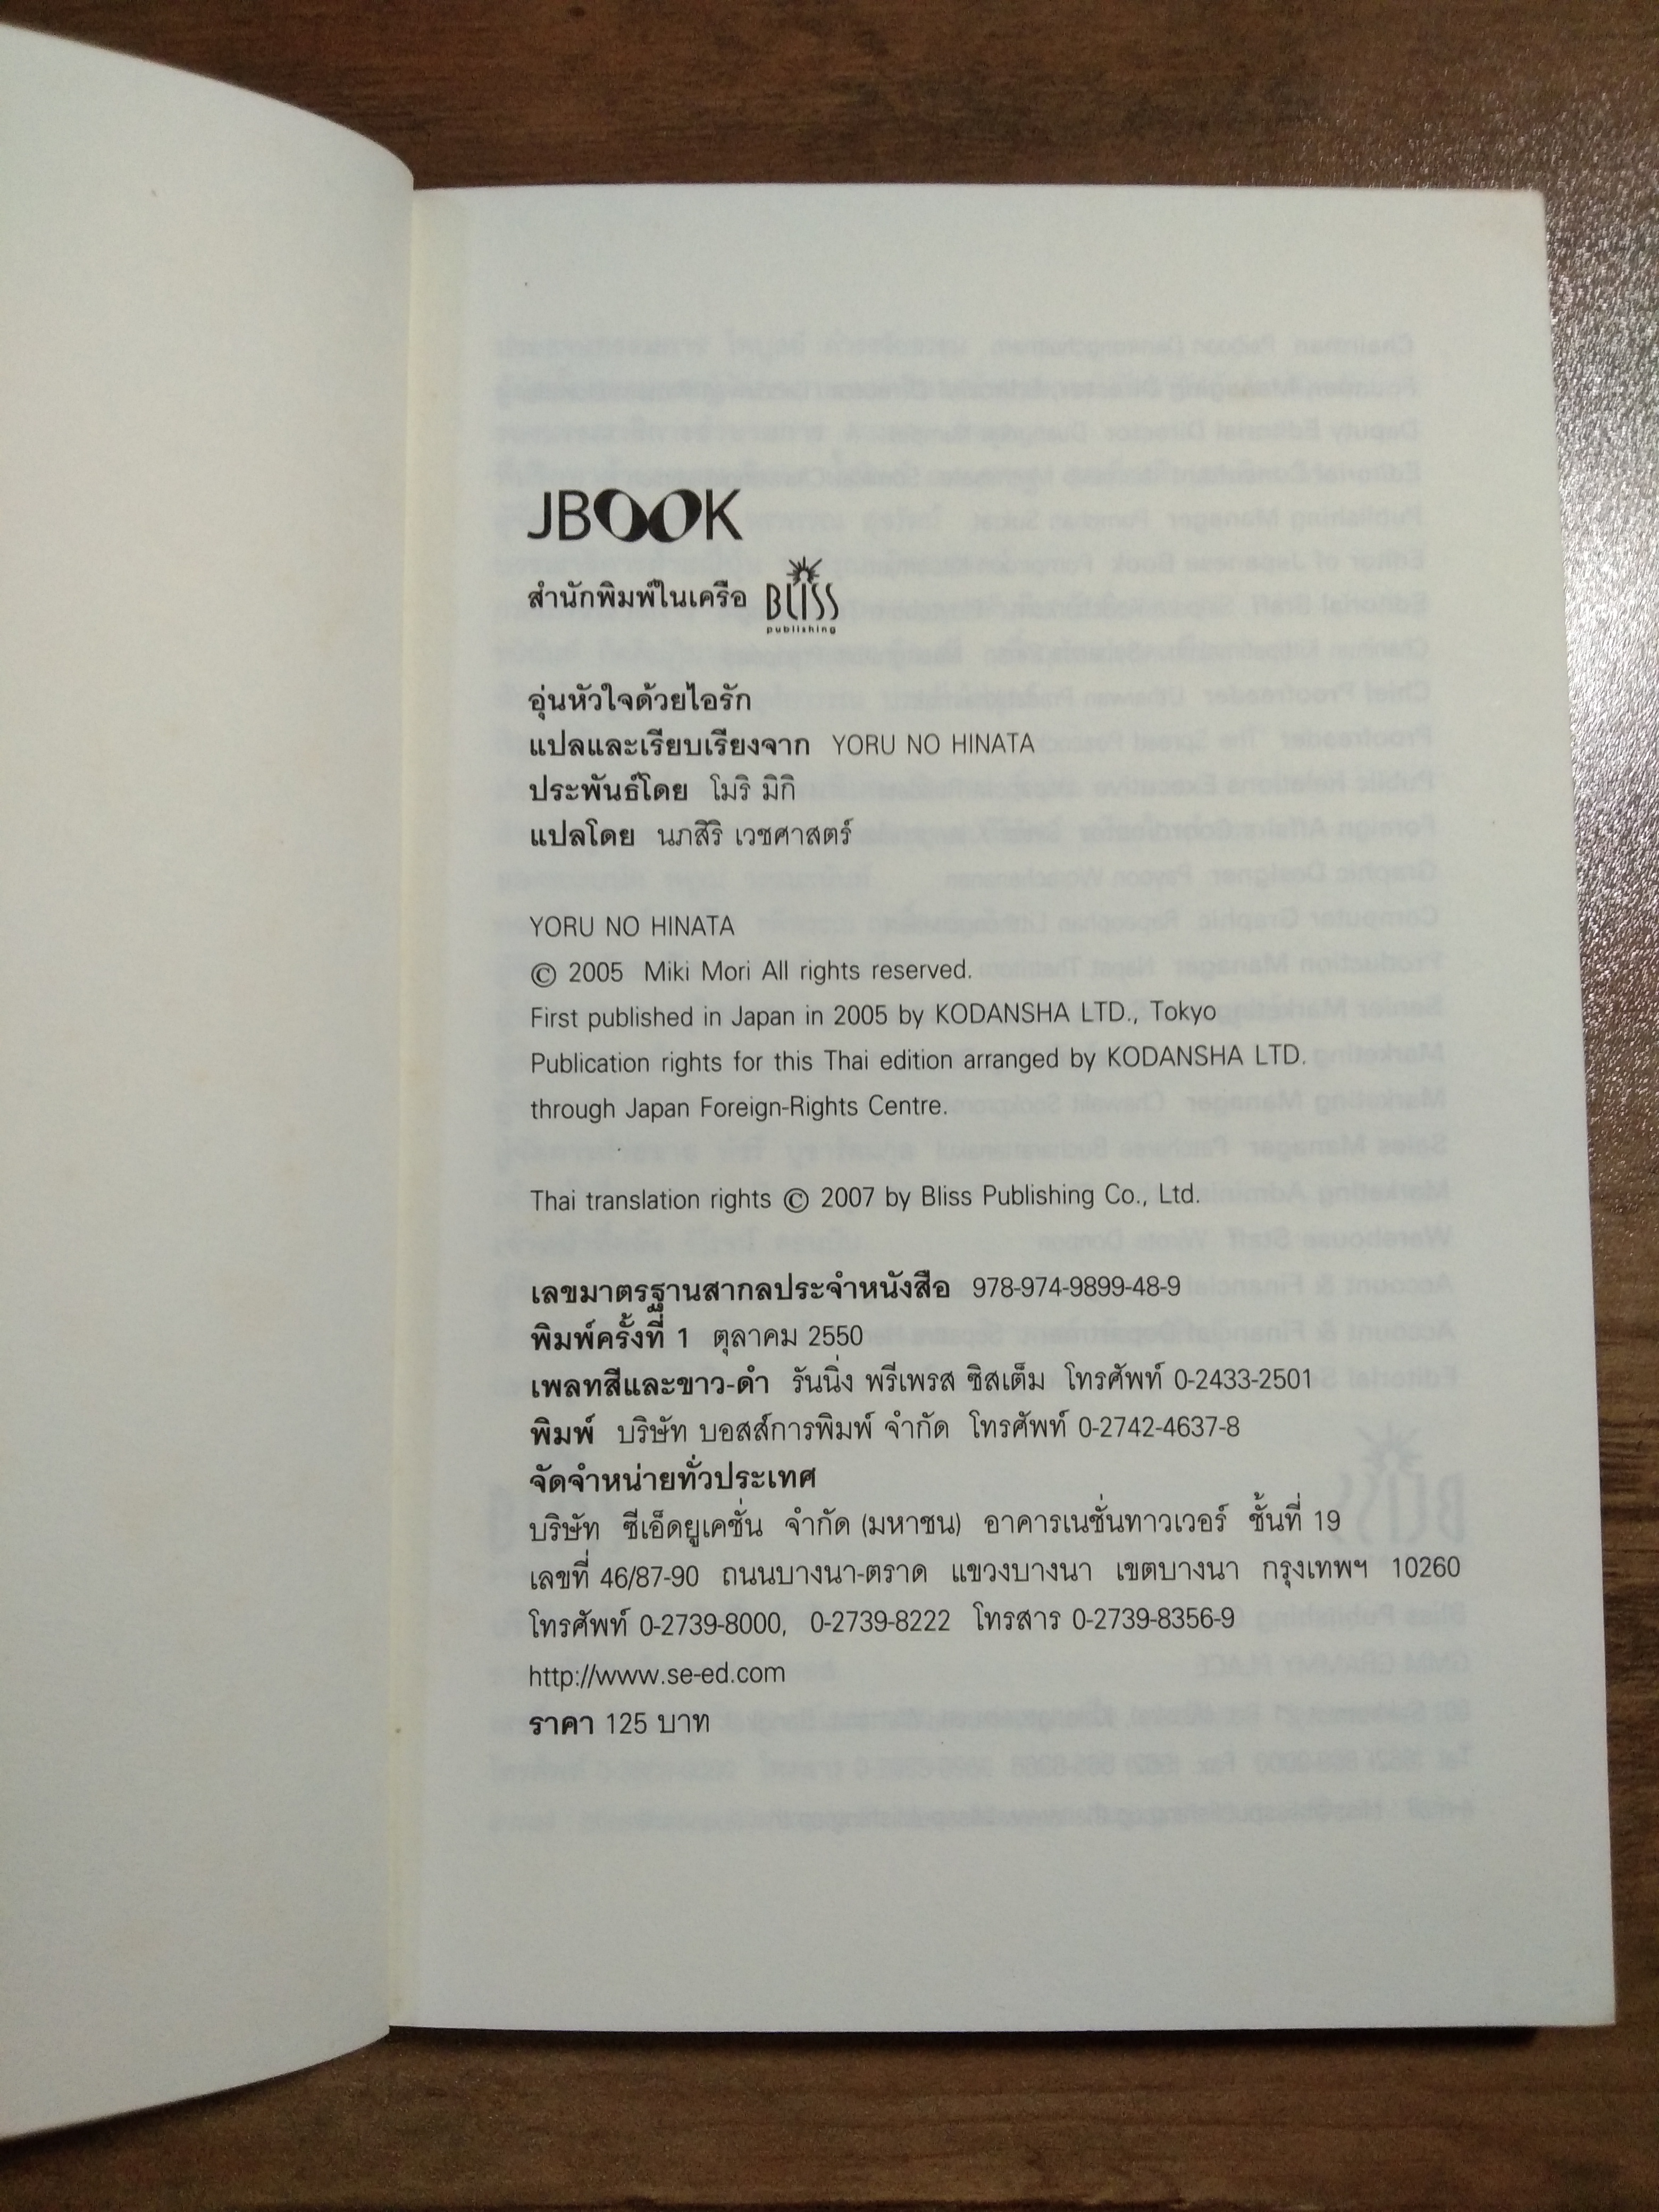 JBOOK
สำนักพิมพ์ในเครือ BLISS publishing
อุ่นหัวใจด้วยไอรัก
แปลและเรียบเรียงจาก YORU NO HINATA
ประพันธ์โดย โมริ มิกิ
แปลโดย นภสิริ เวชศาสตร์
YORU NO HINATA
© 2005 Miki Mori All rights reserved.
First published in Japan in 2005 by KODANSHA LTD., Tokyo
Publication rights for this Thai edition arranged by KODANSHA LTD.
through Japan Foreign-Rights Centre.
Thai translation rights © 2007 by Bliss Publishing Co., Ltd.
เลขมาตรฐานสากลประจำหนังสือ 978-974-9899-48-9
พิมพ์ครั้งที่ 1 ตุลาคม 2550
เพลทสีและขาว-ดำ รันนิ่ง พรีเพรส ซิสเต็ม โทรศัพท์ 0-2433-2501
พิมพ์ บริษัท บอสส์การพิมพ์ จำกัด โทรศัพท์ 0-2742-4637-8
จัดจำหน่ายทั่วประเทศ
บริษัท ซีเอ็ดยูเคชั่น จำกัด (มหาชน) อาคารเนชั่นทาวเวอร์ ชั้นที่ 19
เลขที่ 46/87-90 ถนนบางนา-ตราด แขวงบางนา เขตบางนา กรุงเทพฯ 10260
โทรศัพท์ 0-2739-8000, 0-2739-8222 โทรสาร 0-2739-8356-9
http://www.se-ed.com
ราคา 125 บาท